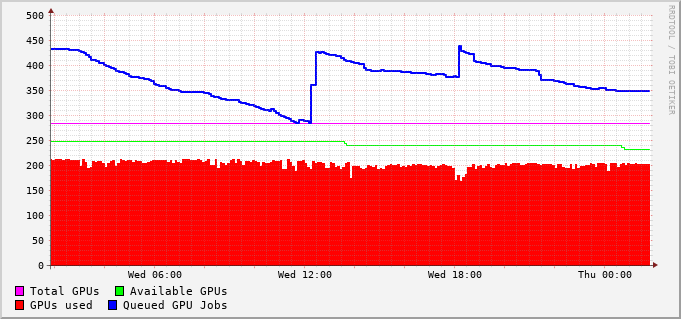 500
450
400
350
300
250
200
150
100
50
0
Wed 06:00 Wed 12:00 Wed 18:00 Thu 00:00
Total GPUs Available GPUs
GPUs used Queued GPU Jobs
RRDTOOL / TOBI OETIKER